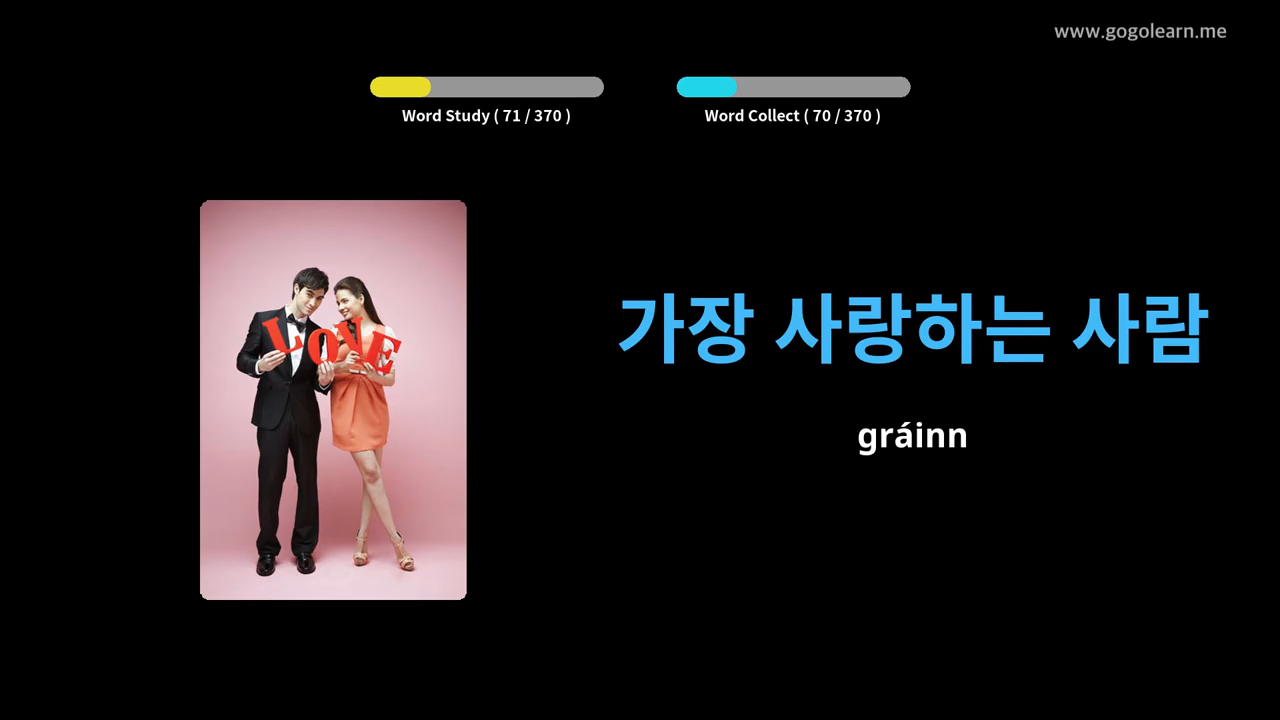 www.gogolearn.me
Word Study ( 71 / 370 )
Word Collect ( 70 / 370 )
LOVE
가장 사랑하는 사람
gráinn